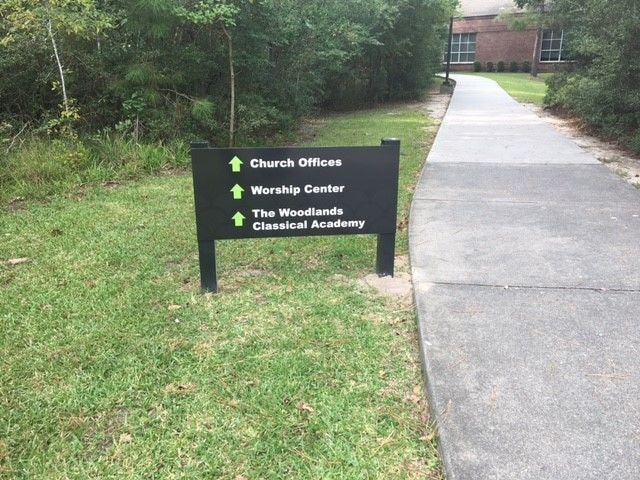 Church Offices
Worship Center
The Woodlands
Classical Academy